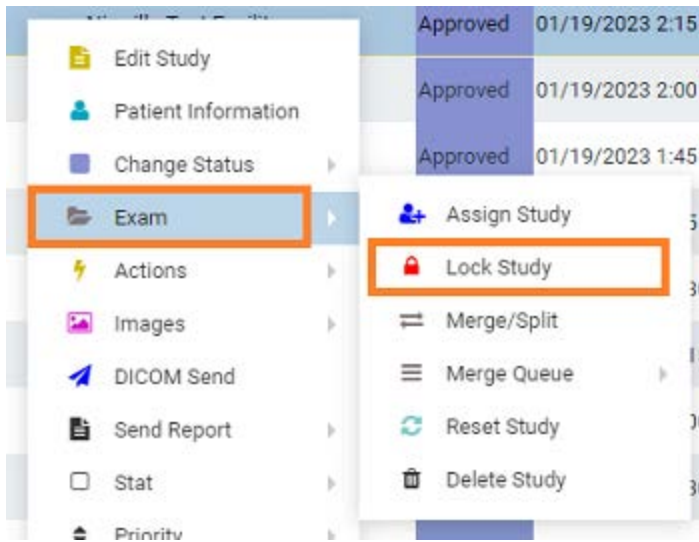 Approved 01/19/2023 2:15
Edit Study
Approved 01/19/2023 2:00
Patient Information
Change Status
Approved 01/19/2023 1:45
Exam
Assign Study
Actions
Lock Study
Images
Merge/Split
DICOM Send
Merge Queue
Send Report
Reset Study
Stat
Delete Study
Priority